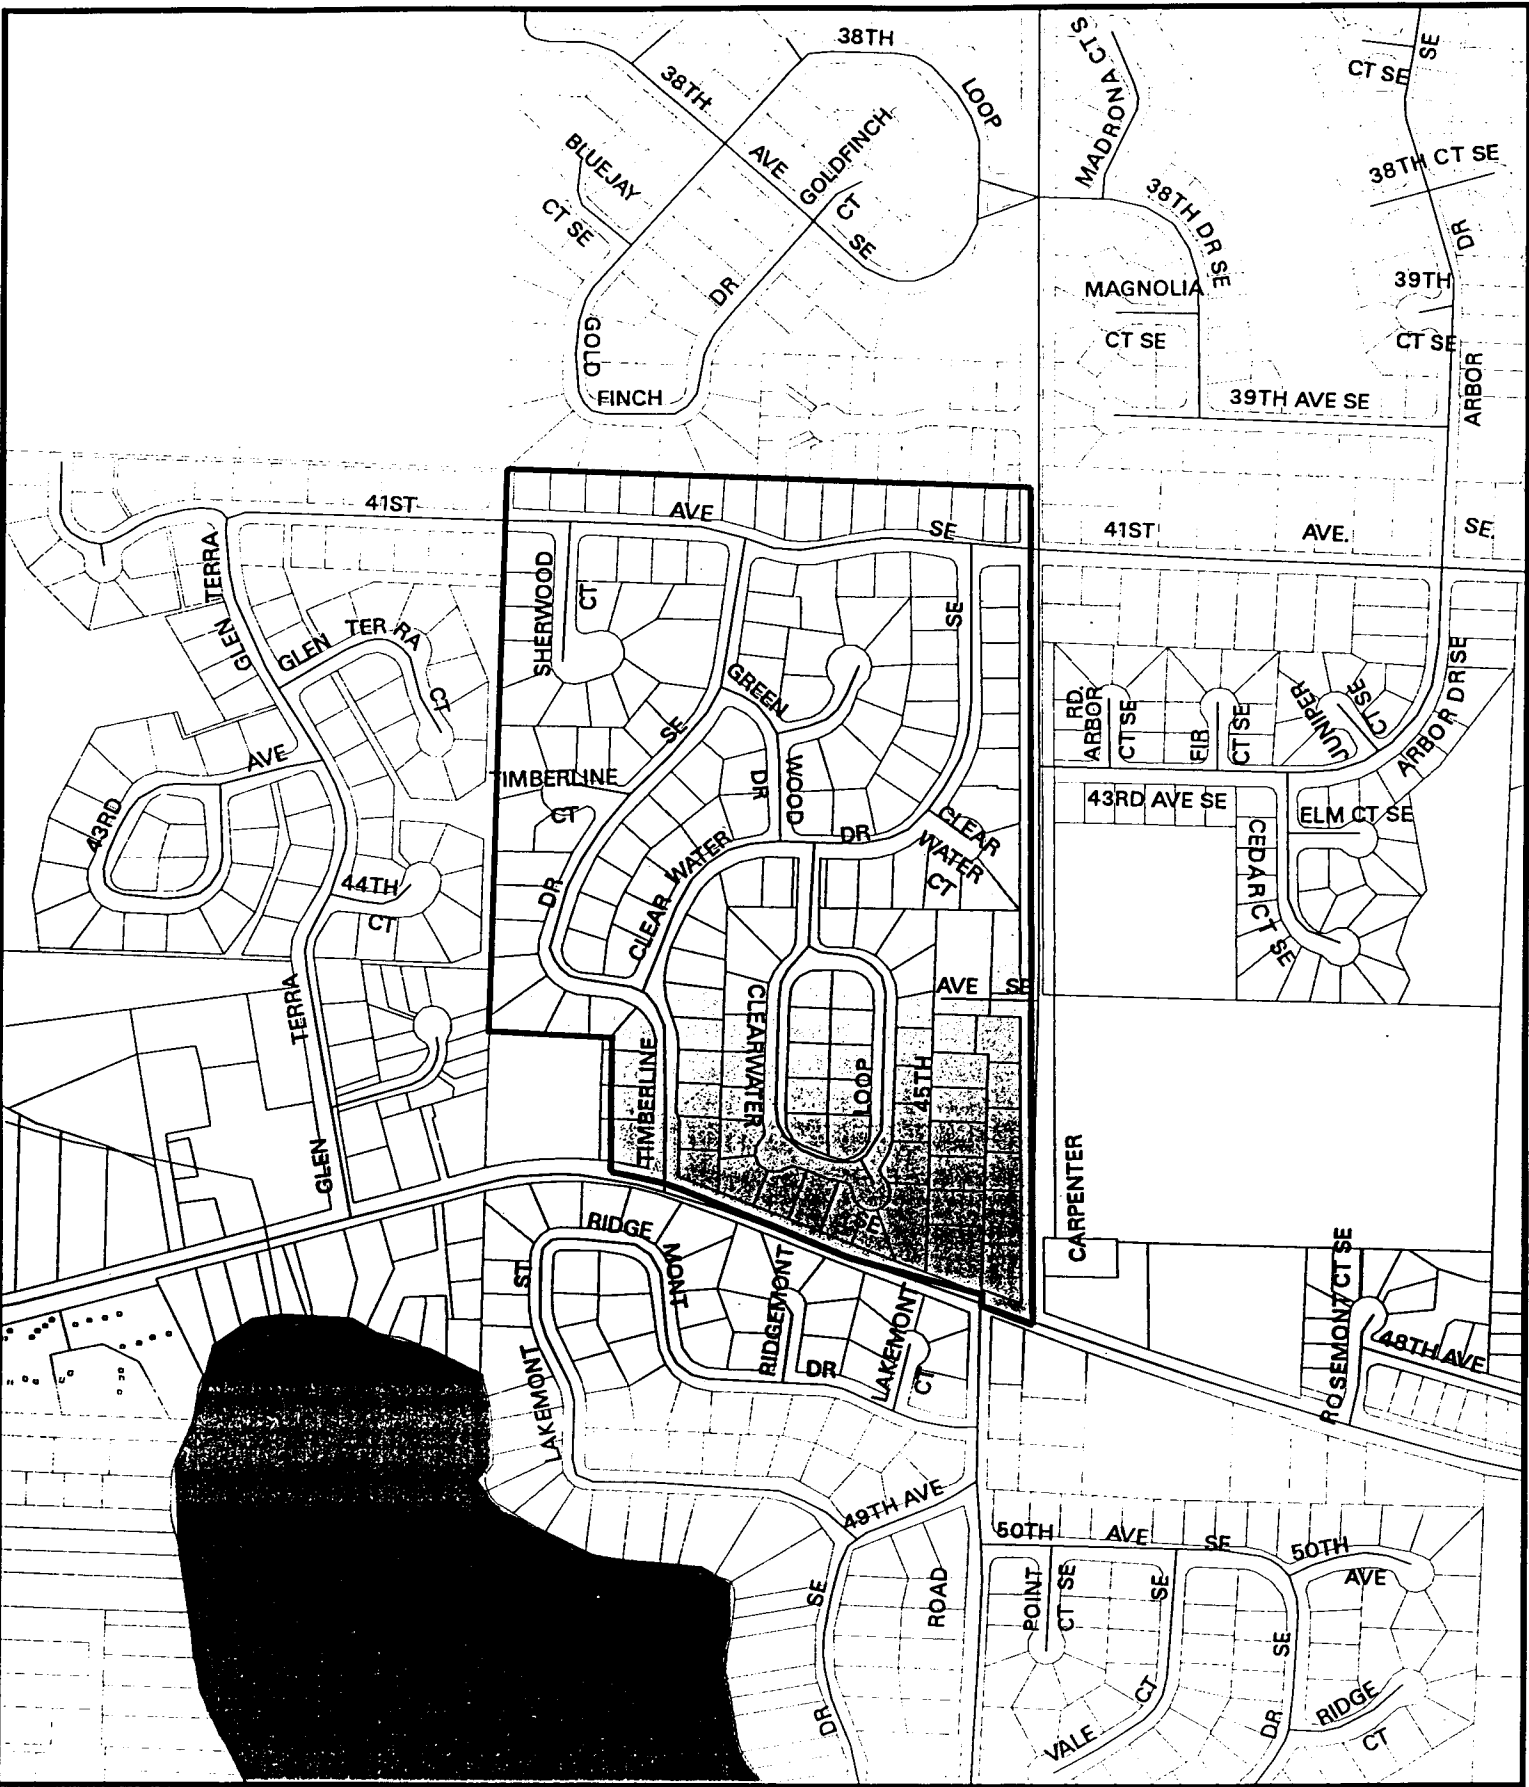 38TH
LOOP
38TH
AVE
SE
BLUEJAY
CT SE
GOLDFINCH
CT
DR
GOLD
FINCH
MADRONA CT S
38TH DR SE
MAGNOLIA
CT SE
39TH AVE SE
SE
CT SE
38TH CT SE
DR
39TH
CT SE
ARBOR
41ST
AVE
SE
41ST
AVE.
SE.
TERRA
GLEN
GLEN
TER RA
CT
AVE
43RD
44TH
CT
TERRA
GLEN
SHERWOOD
CT
SE
GREEN
WOOD
DR
SE
TIMBERLINE
CT
DR
CLEAR
WATER
DR
CLEAR
WATER
CT
CLEARWATER
LOOP
SE
AVE SE
45TH
TIMBERLINE
RD.
ARBOR
CT SE
FIR
CT SE
JUNIPER
CT SE
ARBOR DR SE
43RD AVE SE
ELM CT SE
CEDAR CT SE
CARPENTER
RIDGE
MONT
ST
LAKEMONT
RIDGEMONT
DR
LAKEMONT
CT
ROSEMONT CT SE
48TH AVE
49TH AVE
SE
DR
ROAD
50TH
AVE
SE
50TH
AVE
POINT
CT SE
SE
VALE
CT
SE
DR
RIDGE
CT